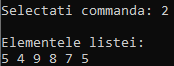 Selectati commanda: 2
Elementele listei:
5 4 9 8 7 5